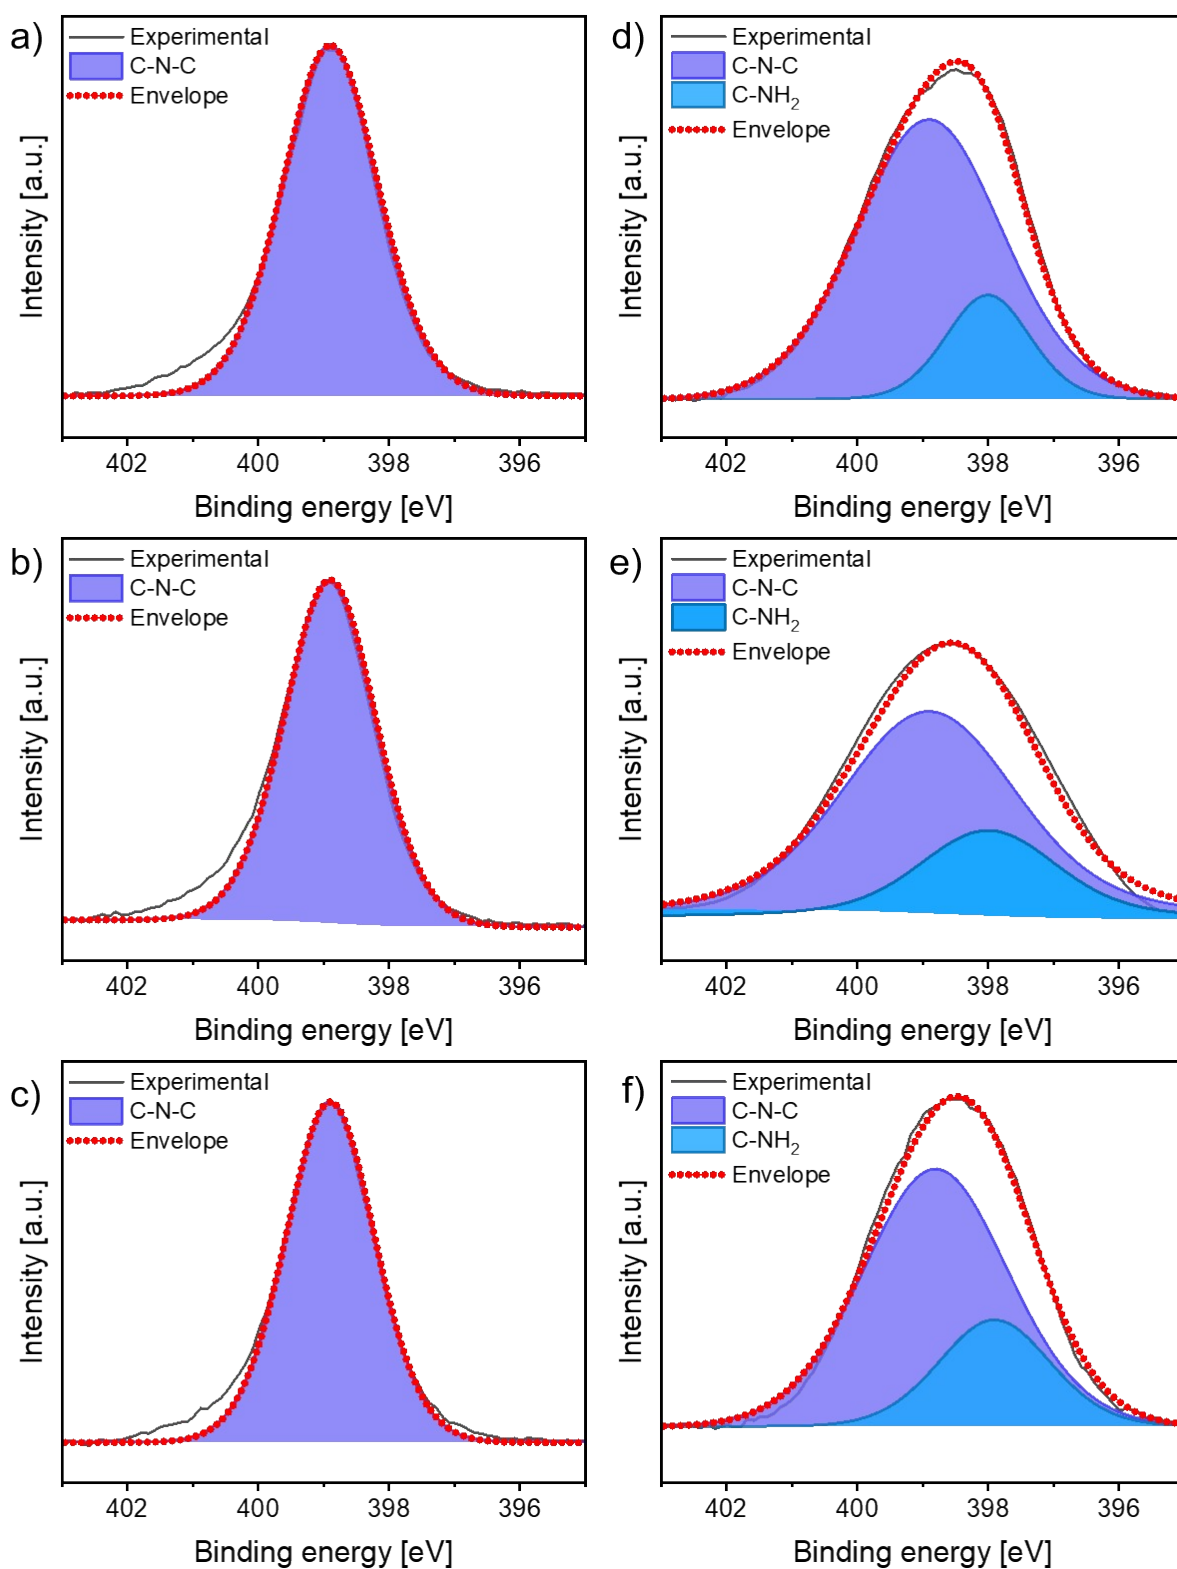 a)
Experimental
C-N-C
Envelope
Intensity [a.u.]
402 400 398 396
Binding energy [eV]
d)
Experimental
C-N-C
C-NH₂
Envelope
Intensity [a.u.]
402 400 398 396
Binding energy [eV]
b)
Experimental
C-N-C
Envelope
Intensity [a.u.]
402 400 398 396
Binding energy [eV]
e)
Experimental
C-N-C
C-NH₂
Envelope
Intensity [a.u.]
402 400 398 396
Binding energy [eV]
c)
Experimental
C-N-C
Envelope
Intensity [a.u.]
402 400 398 396
Binding energy [eV]
f)
Experimental
C-N-C
C-NH₂
Envelope
Intensity [a.u.]
402 400 398 396
Binding energy [eV]